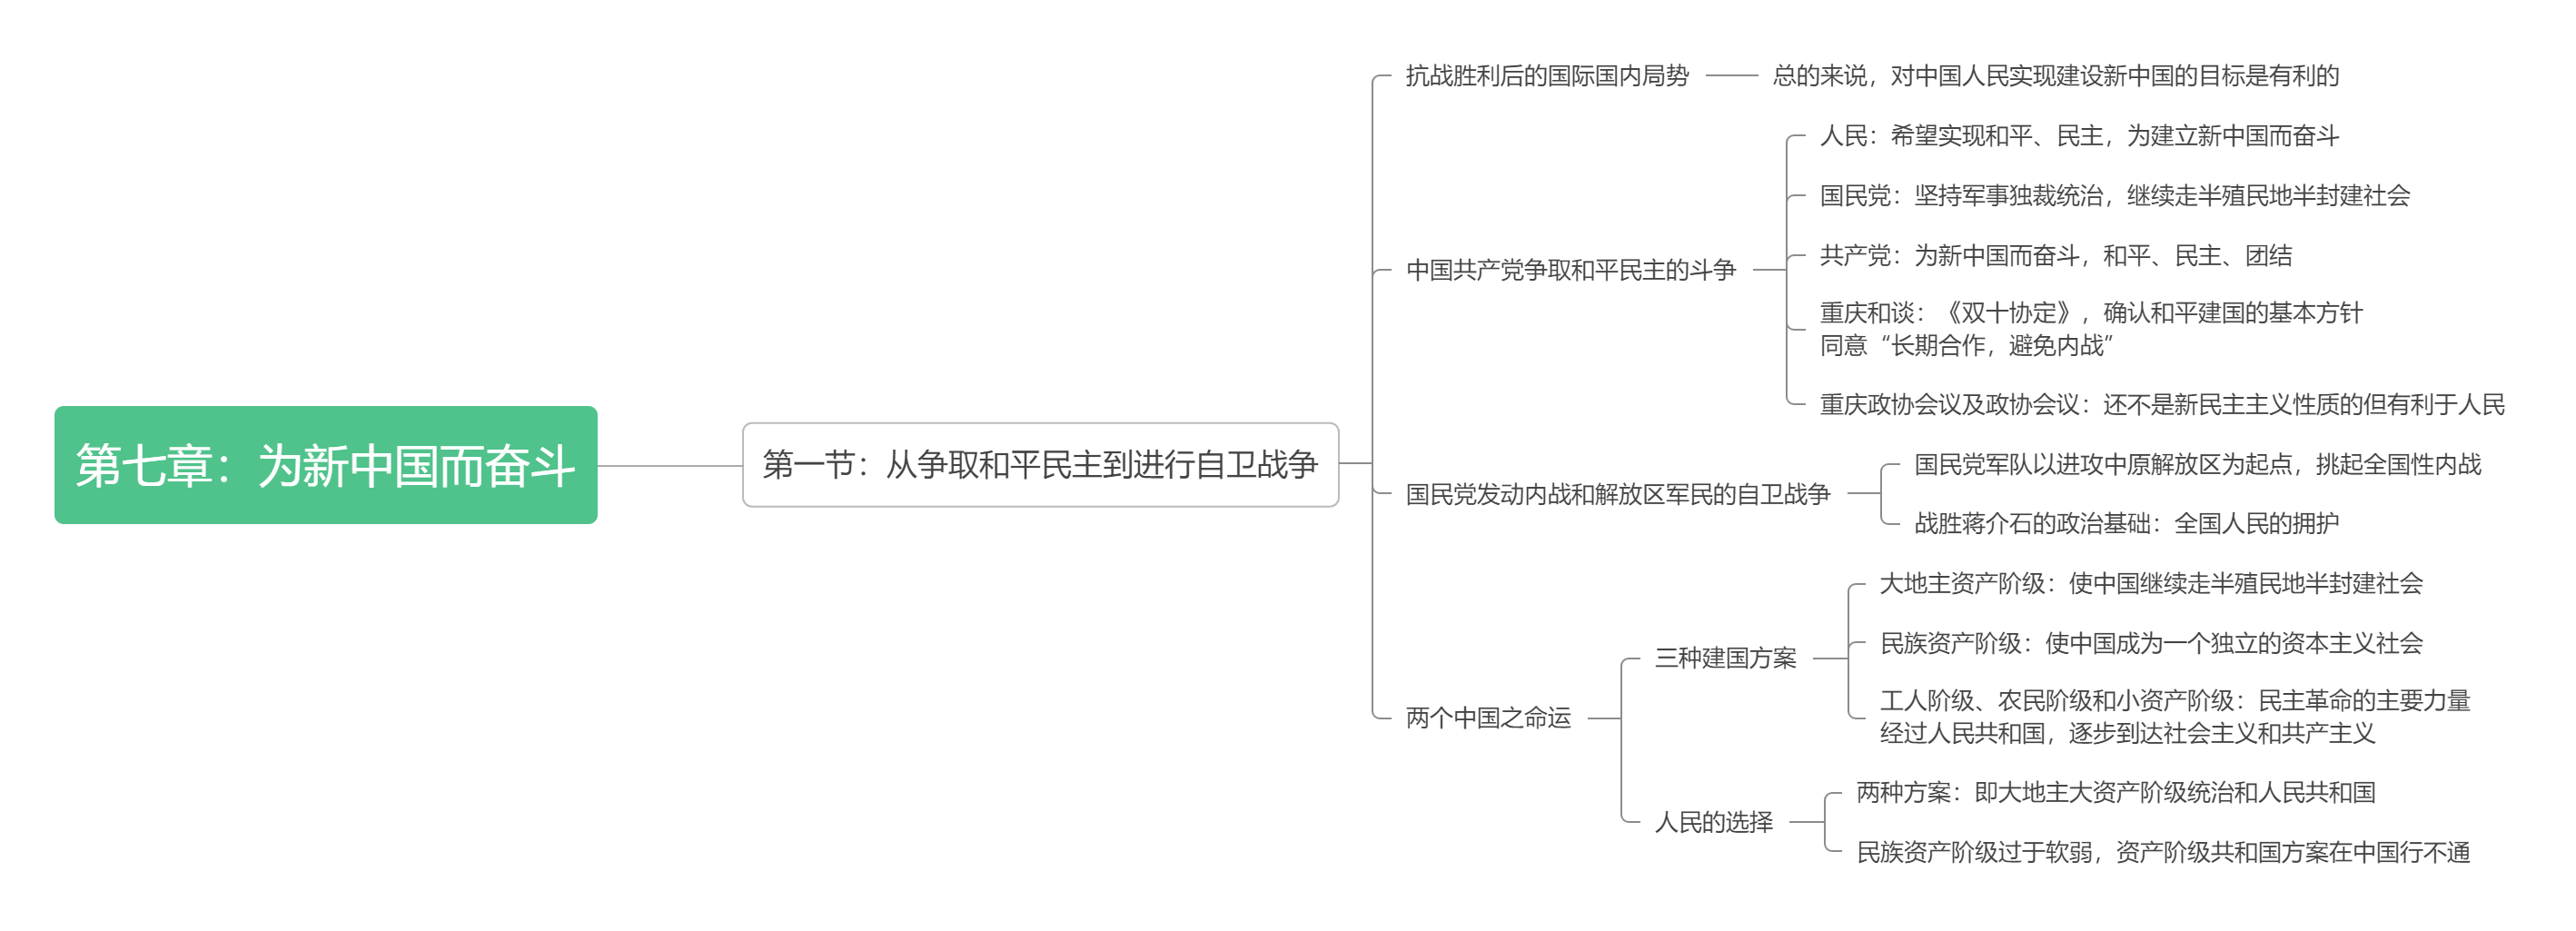 第七章：为新中国而奋斗
第一节：从争取和平民主到进行自卫战争
抗战胜利后的国际国内局势
总的来说，对中国人民实现建设新中国的目标是有利的
中国共产党争取和平民主的斗争
人民：希望实现和平、民主，为建立新中国而奋斗
国民党：坚持军事独裁统治，继续走半殖民地半封建社会
共产党：为新中国而奋斗，和平、民主、团结
重庆和谈：《双十协定》，确认和平建国的基本方针
同意“长期合作，避免内战”
重庆政协会议及政协会议：还不是新民主主义性质的但有利于人民
国民党发动内战和解放区军民的自卫战争
国民党军队以进攻中原解放区为起点，挑起全国性内战
战胜蒋介石的政治基础：全国人民的拥护
两个中国之命运
三种建国方案
大地主资产阶级：使中国继续走半殖民地半封建社会
民族资产阶级：使中国成为一个独立的资本主义社会
工人阶级、农民阶级和小资产阶级：民主革命的主要力量
经过人民共和国，逐步到达社会主义和共产主义
人民的选择
两种方案：即大地主大资产阶级统治和人民共和国
民族资产阶级过于软弱，资产阶级共和国方案在中国行不通